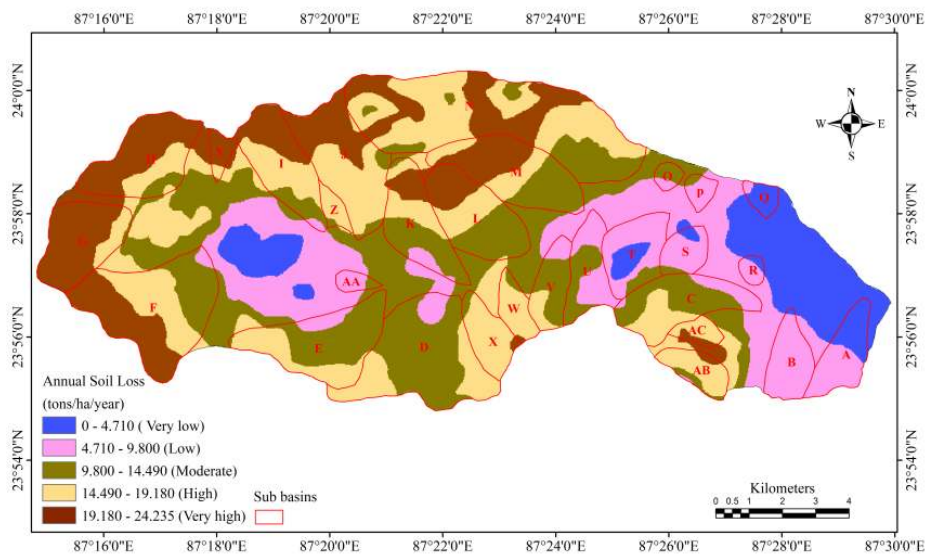 87°16'0"E 87°18'0"E 87°20'0"E 87°22'0"E 87°24'0"E 87°26'0"E 87°28'0"E 87°30'0"E
24°0'0"N 24°0'0"N
N
W E
S
N
H Y I J M O P Q
23°58'0"N 23°58'0"N
Z K L
G AA T S R
F V U C
W
E D X AC B A
AB
23°56'0"N 23°56'0"N
Annual Soil Loss
(tons/ha/year)
0 - 4.710 ( Very low)
4.710 - 9.800 (Low)
9.800 - 14.490 (Moderate)
14.490 - 19.180 (High)
19.180 - 24.235 (Very high)
Sub basins
23°54'0"N 23°54'0"N
Kilometers
0 0.5 1 2 3 4
87°16'0"E 87°18'0"E 87°20'0"E 87°22'0"E 87°24'0"E 87°26'0"E 87°28'0"E 87°30'0"E